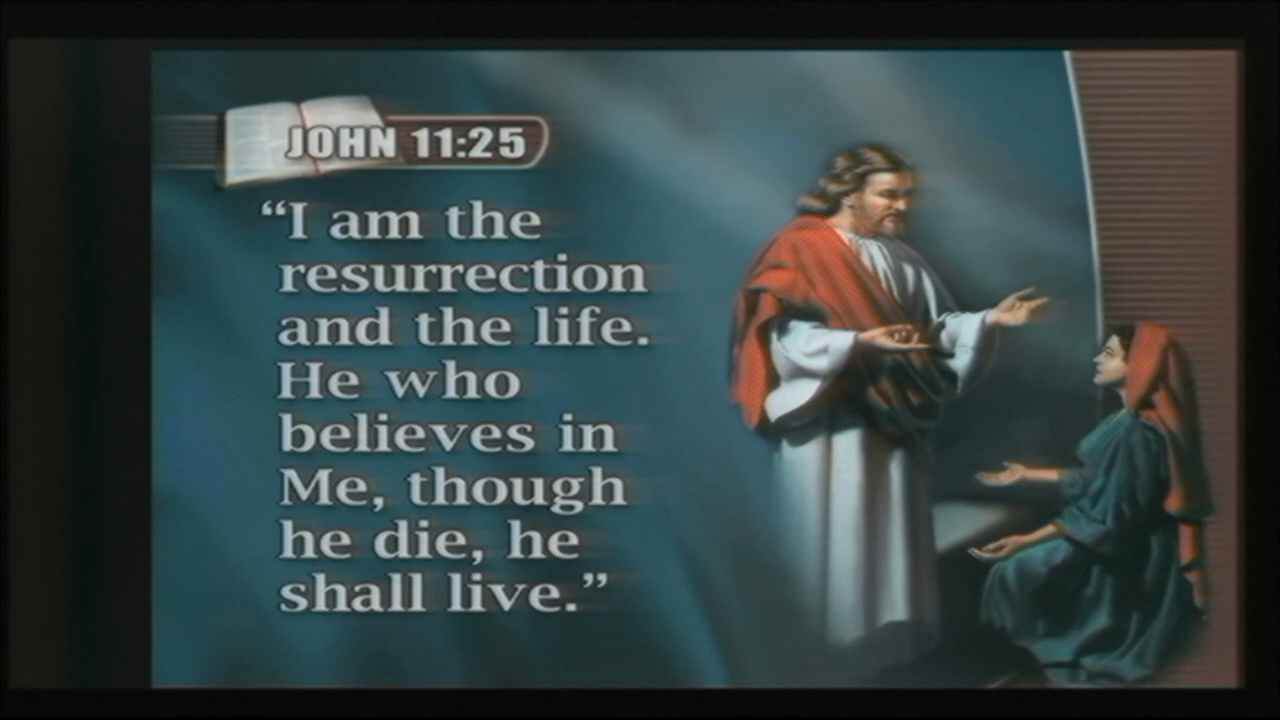 JOHN 11:25
“I am the
resurrection
and the life.
He who
believes in
Me, though
he die, he
shall live.”